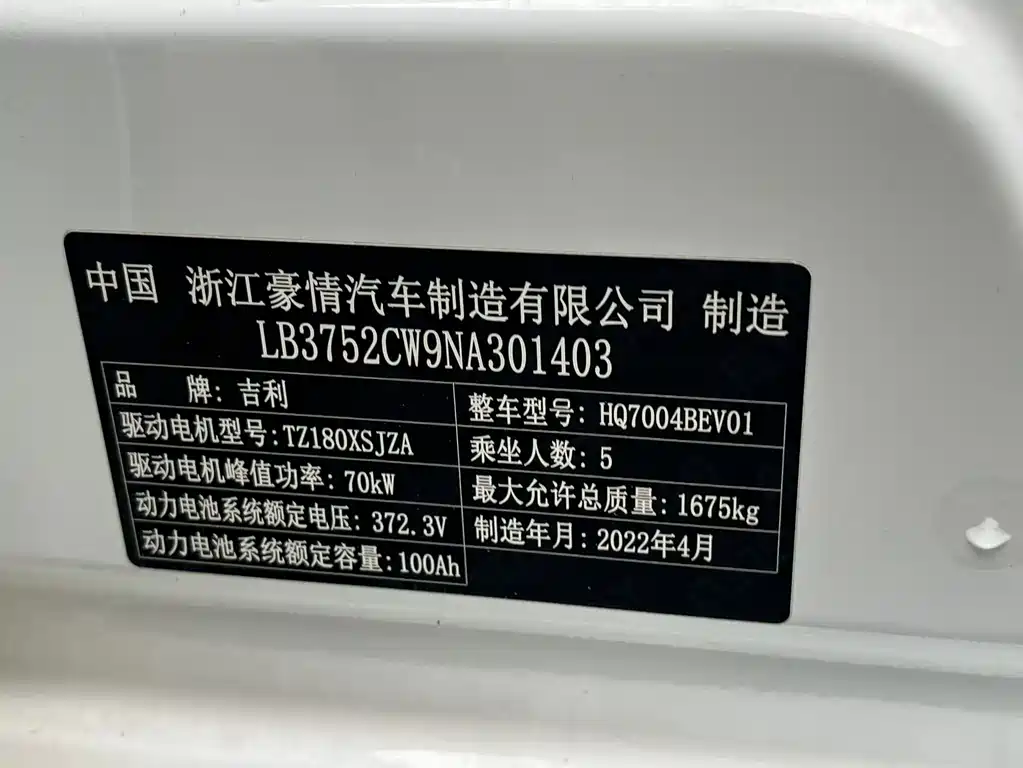 中国 浙江豪情汽车制造有限公司 制造
LB3752CW9NA301403
品 牌: 吉利
整车型号: HQ7004BEV01
驱动电机型号: TZ180XSJZA
乘坐人数: 5
驱动电机峰值功率: 70kW
最大允许总质量: 1675kg
动力电池系统额定电压: 372.3V
制造年月: 2022年4月
动力电池系统额定容量: 100Ah